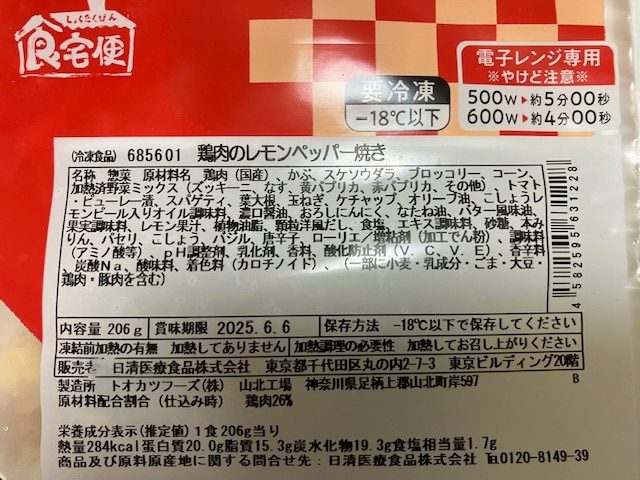 しょくたくびん
食宅便
電子レンジ専用
※やけど注意※
500W▶約5分00秒
600W▶約4分00秒
要冷凍
-18℃以下
(冷凍食品) 685601 鶏肉のレモンペッパー焼き
名称 惣菜 原材料名 鶏肉(国産)、かぶ、スケソウダラ、ブロッコリー、コーン、
加熱済野菜ミックス(ズッキーニ、なす、黄パプリカ、赤パプリカ、その他)、トマト
・ピューレー漬、スパゲティ、葉大根、玉ねぎ、ケチャップ、オリーブ油、こしょうレ
モンピール入りオイル調味料、濃口醤油、おろしにんにく、なたね油、バター風味油、
果実調味料、レモン果汁、植物油脂、顆粒洋風だし、食塩、エキス調味料、砂糖、本み
りん、パセリ、こしょう、バジル、唐辛子、ローリエ/増粘剤(加工でん粉)、調味料
(アミノ酸等)、pH調整剤、乳化剤、香料、酸化防止剤(V.C、V.E)、香辛料
、炭酸Na、酸味料、着色料(カロチノイド)、(一部に小麦・乳成分・ごま・大豆・
鶏肉・豚肉を含む)
4582595631228
内容量 206g 賞味期限 2025.6.6 保存方法 -18℃以下で保存してください
凍結前加熱の有無 加熱してありません 加熱調理の必要性 加熱してお召し上がりください
販売者 日清医療食品株式会社 東京都千代田区丸の内2-7-3 東京ビルディング20階
製造所 トオカツフーズ(株) 山北工場 神奈川県足柄上郡山北町岸597 B
原材料配合割合(仕込み時) 鶏肉26%
栄養成分表示(推定値)1食206g当り
熱量284kcal蛋白質20.0g脂質15.3g炭水化物19.3g食塩相当量1.7g
商品及び原料原産地に関する問合せ先:日清医療食品株式会社 TEL0120-8149-39